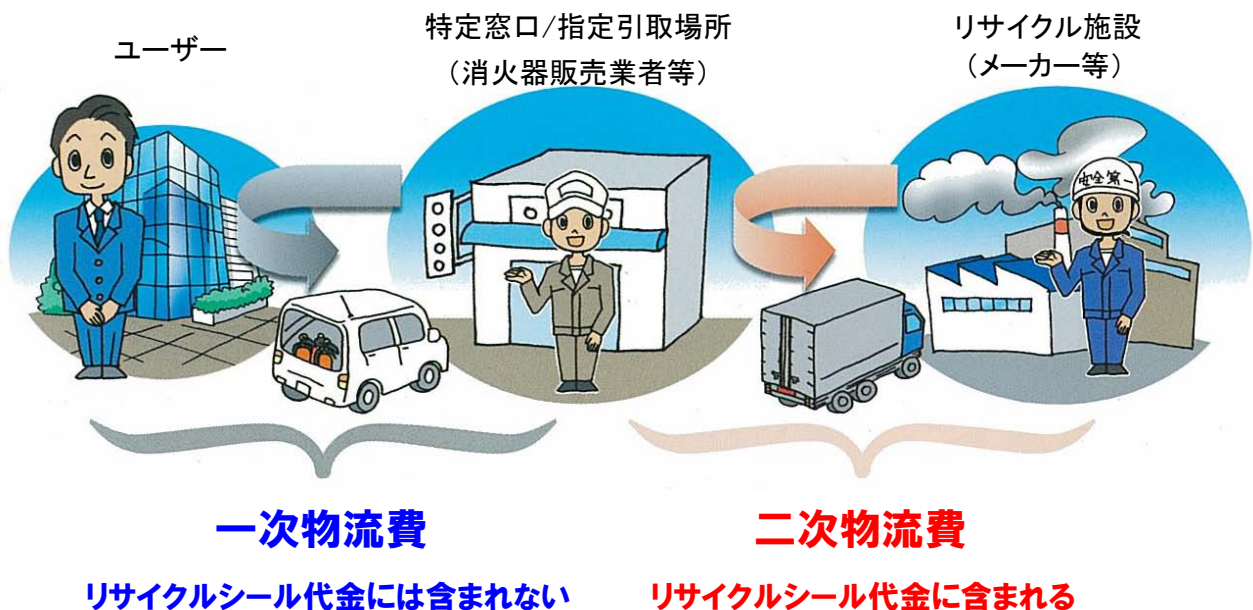 ユーザー
特定窓口/指定引取場所
（消火器販売業者等）
リサイクル施設
（メーカー等）
安全第一
一次物流費
リサイクルシール代金には含まれない
二次物流費
リサイクルシール代金に含まれる